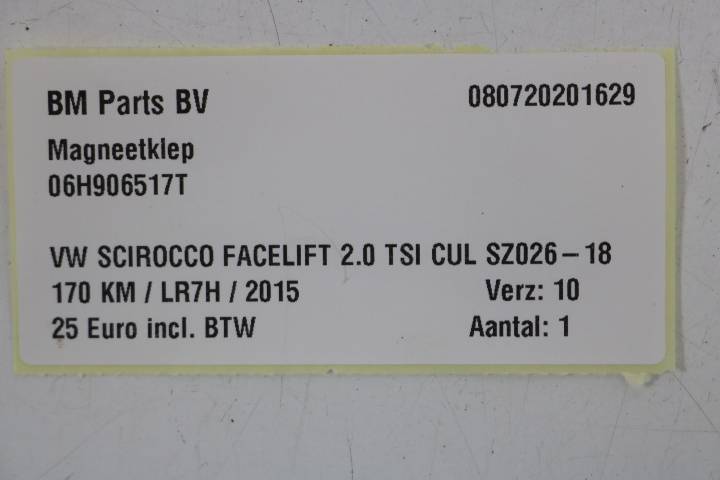 BM Parts BV 080720201629
Magneetklep
06H906517T
VW SCIROCCO FACELIFT 2.0 TSI CUL SZ026-18
170 KM / LR7H / 2015 Verz: 10
25 Euro incl. BTW Aantal: 1